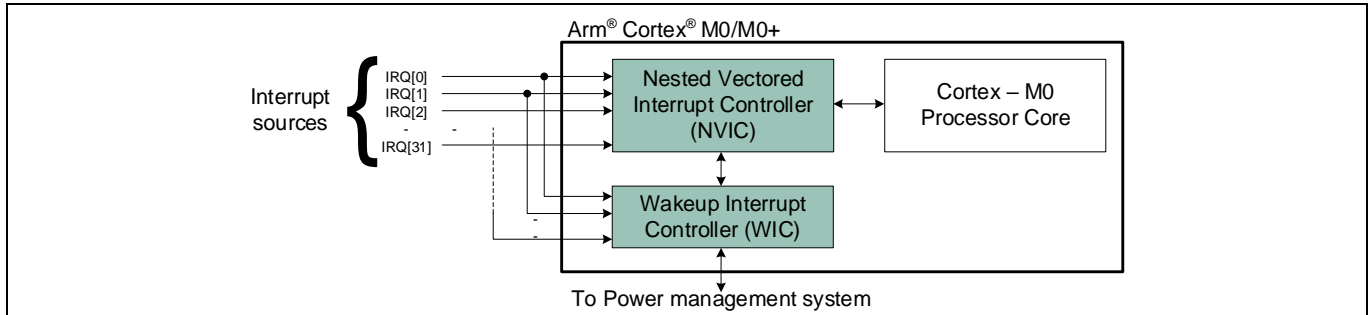 Arm® Cortex® M0/M0+
Interrupt
sources
IRQ[0]
IRQ[1]
IRQ[2]
- -
IRQ[31]
Nested Vectored
Interrupt Controller
(NVIC)
Cortex – M0
Processor Core
Wakeup Interrupt
Controller (WIC)
-
-
To Power management system